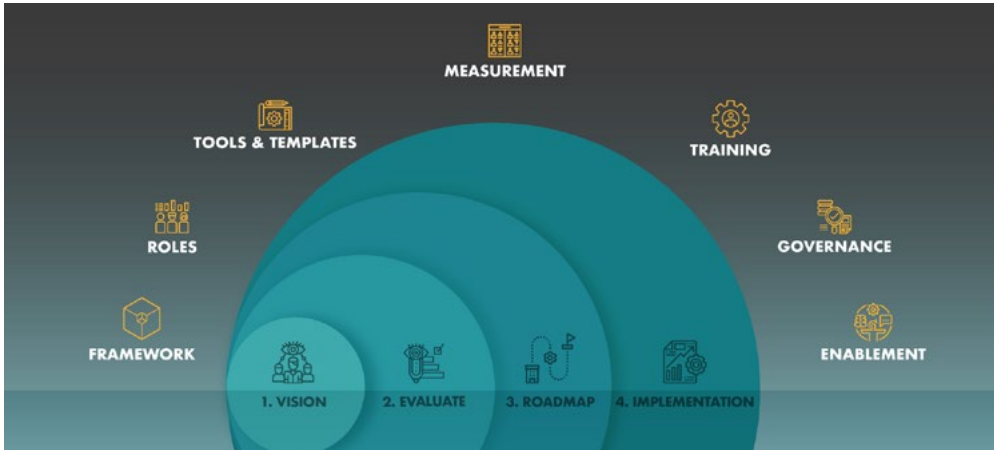 MEASUREMENT
TOOLS & TEMPLATES
TRAINING
ROLES
GOVERNANCE
FRAMEWORK
ENABLEMENT
1. VISION
2. EVALUATE
3. ROADMAP
4. IMPLEMENTATION